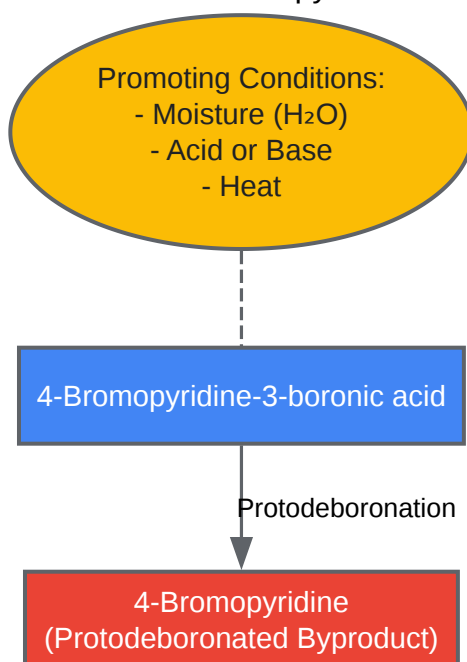 Promoting Conditions:
- Moisture (H₂O)
- Acid or Base
- Heat
4-Bromopyridine-3-boronic acid
Protodeboronation
4-Bromopyridine
(Protodeboronated Byproduct)